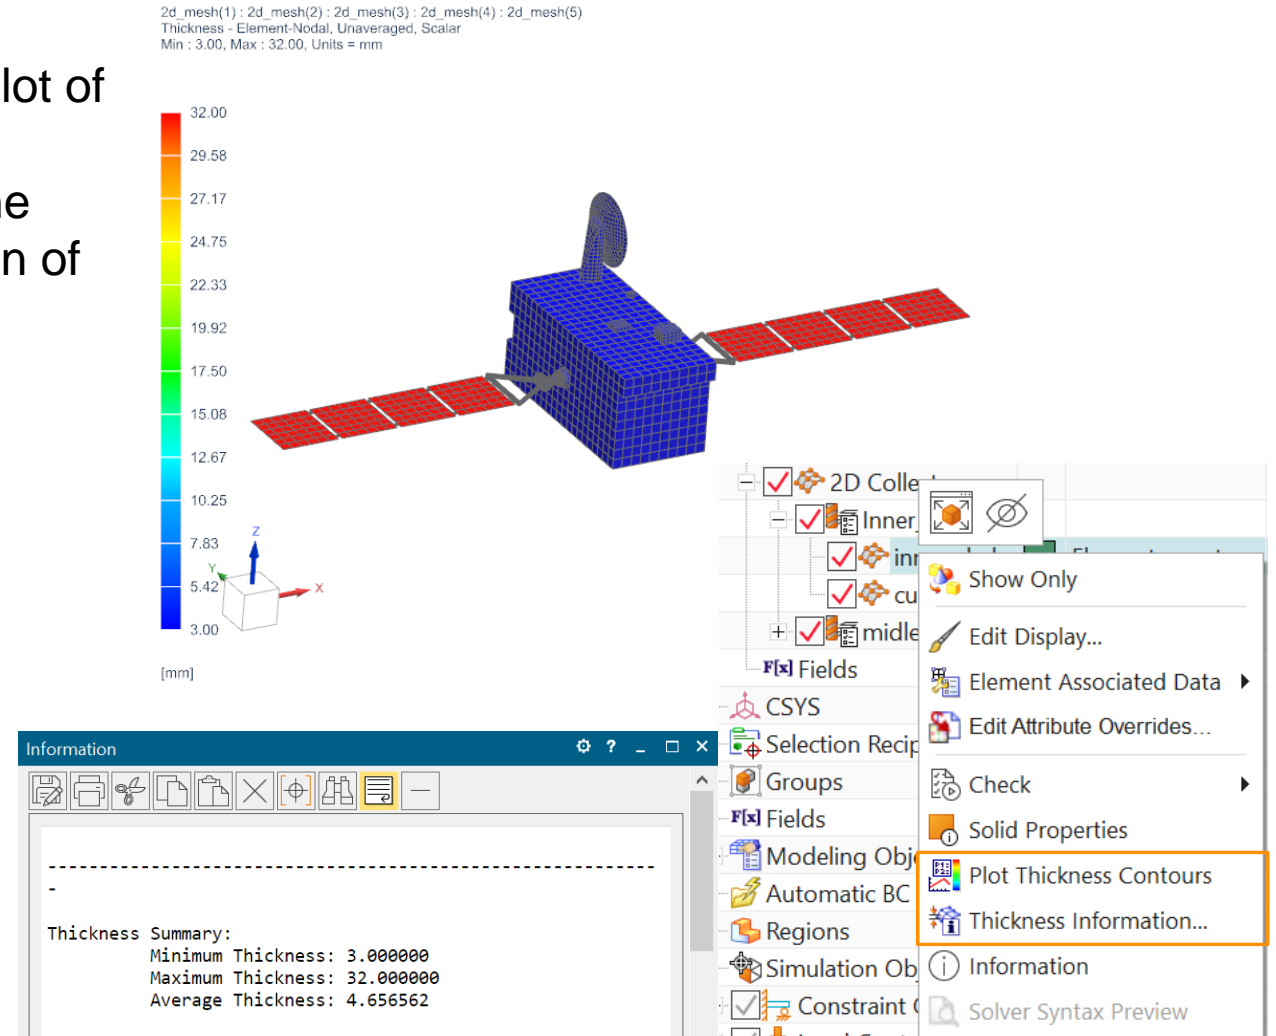 2d_mesh(1) : 2d_mesh(2) : 2d_mesh(3) : 2d_mesh(4) : 2d_mesh(5)
Thickness - Element-Nodal, Unaveraged, Scalar
Min : 3.00, Max : 32.00, Units = mm
lot of
n of
32.00
29.58
27.17
24.75
22.33
19.92
17.50
15.08
12.67
10.25
7.83
5.42
3.00
[mm]
Z
Y
X
2D Colle
Inner_
inn
cu
midle
F[x] Fields
CSYS
Selection Recip
Groups
F[x] Fields
Modeling Obje
Automatic BC
Regions
Simulation Ob
Constraint
Show Only
Edit Display...
Element Associated Data
Edit Attribute Overrides...
Check
Solid Properties
Plot Thickness Contours
Thickness Information...
Information
Solver Syntax Preview
Information
-----------------------------------------------------------
-
Thickness Summary:
Minimum Thickness: 3.000000
Maximum Thickness: 32.000000
Average Thickness: 4.656562